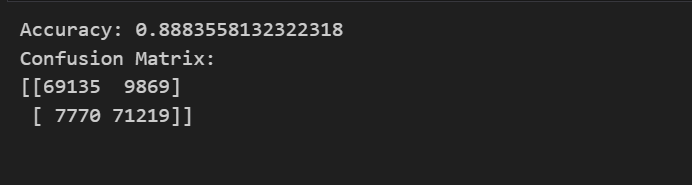 Accuracy: 0.8883558132322318
Confusion Matrix:
[[69135  9869]
 [ 7770 71219]]